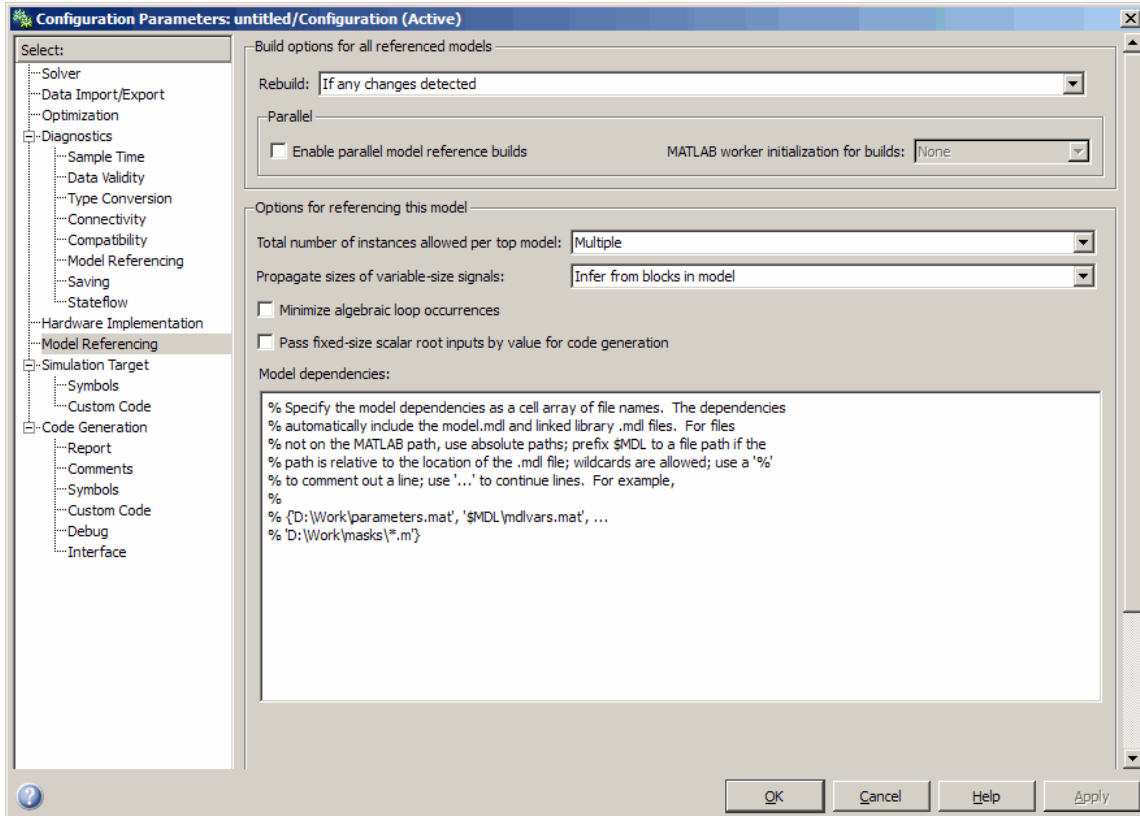 Configuration Parameters: untitled/Configuration (Active)
Select:
Solver
Data Import/Export
Optimization
Diagnostics
Sample Time
Data Validity
Type Conversion
Connectivity
Compatibility
Model Referencing
Saving
Stateflow
Hardware Implementation
Model Referencing
Simulation Target
Symbols
Custom Code
Code Generation
Report
Comments
Symbols
Custom Code
Debug
Interface
Build options for all referenced models
Rebuild: If any changes detected
Parallel
Enable parallel model reference builds MATLAB worker initialization for builds: None
Options for referencing this model
Total number of instances allowed per top model: Multiple
Propagate sizes of variable-size signals: Infer from blocks in model
Minimize algebraic loop occurrences
Pass fixed-size scalar root inputs by value for code generation
Model dependencies:
% Specify the model dependencies as a cell array of file names.  The dependencies
% automatically include the model.mdl and linked library .mdl files.  For files
% not on the MATLAB path, use absolute paths; prefix $MDL to a file path if the
% path is relative to the location of the .mdl file; wildcards are allowed; use a '%'
% to comment out a line; use '...' to continue lines.  For example,
%
% {'D:\Work\parameters.mat', '$MDL\mdlvars.mat', ...
% 'D:\Work\masks\*.m'}
OK Cancel Help Apply